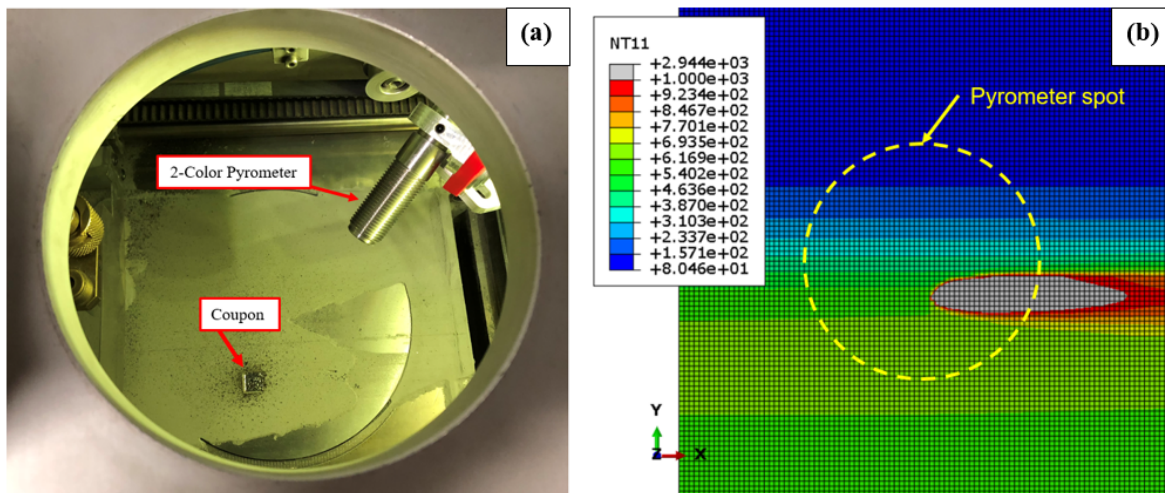 (a)
2-Color Pyrometer
Coupon
(b)
NT11
+2.944e+03
+1.000e+03
+9.234e+02
+8.467e+02
+7.701e+02
+6.935e+02
+6.169e+02
+5.402e+02
+4.636e+02
+3.870e+02
+3.103e+02
+2.337e+02
+1.571e+02
+8.046e+01
Pyrometer spot
Y
Z
X